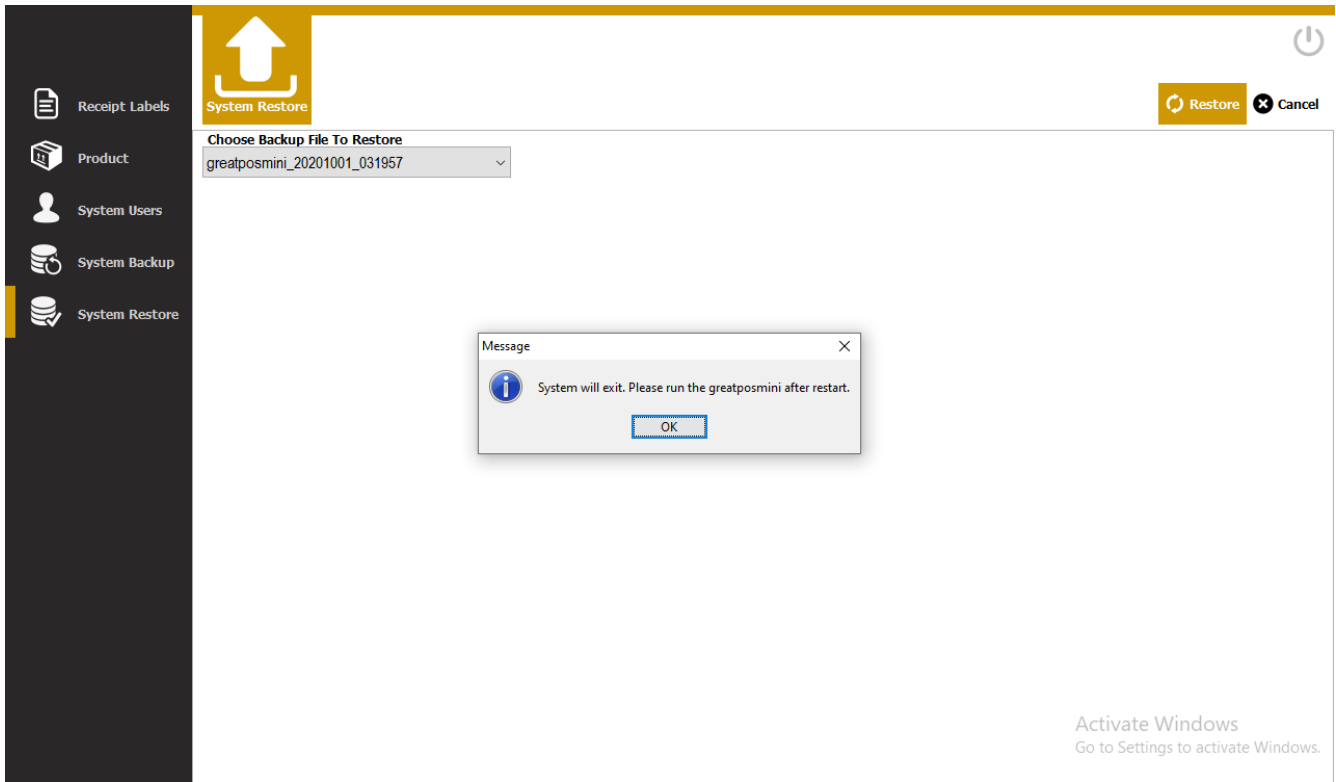 Receipt Labels
Product
System Users
System Backup
System Restore
System Restore
Restore
Cancel
Choose Backup File To Restore
greatposmini_20201001_031957
Message
System will exit. Please run the greatposmini after restart.
OK
Activate Windows
Go to Settings to activate Windows.